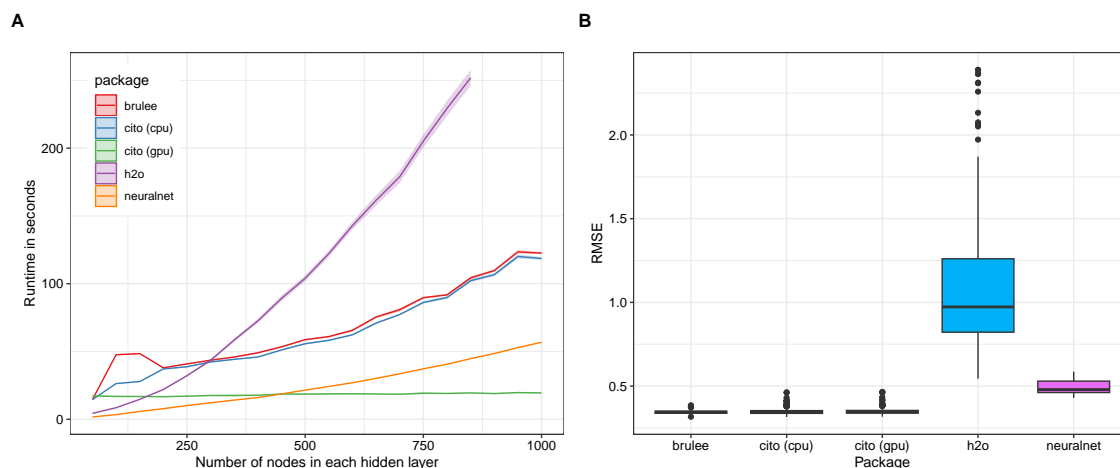 A
package
brulee
cito (cpu)
cito (gpu)
h2o
neuralnet
Runtime in seconds
200
100
0
250
500
750
1000
Number of nodes in each hidden layer
B
RMSE
2.0
1.5
1.0
0.5
brulee
cito (cpu)
cito (gpu)
h2o
neuralnet
Package